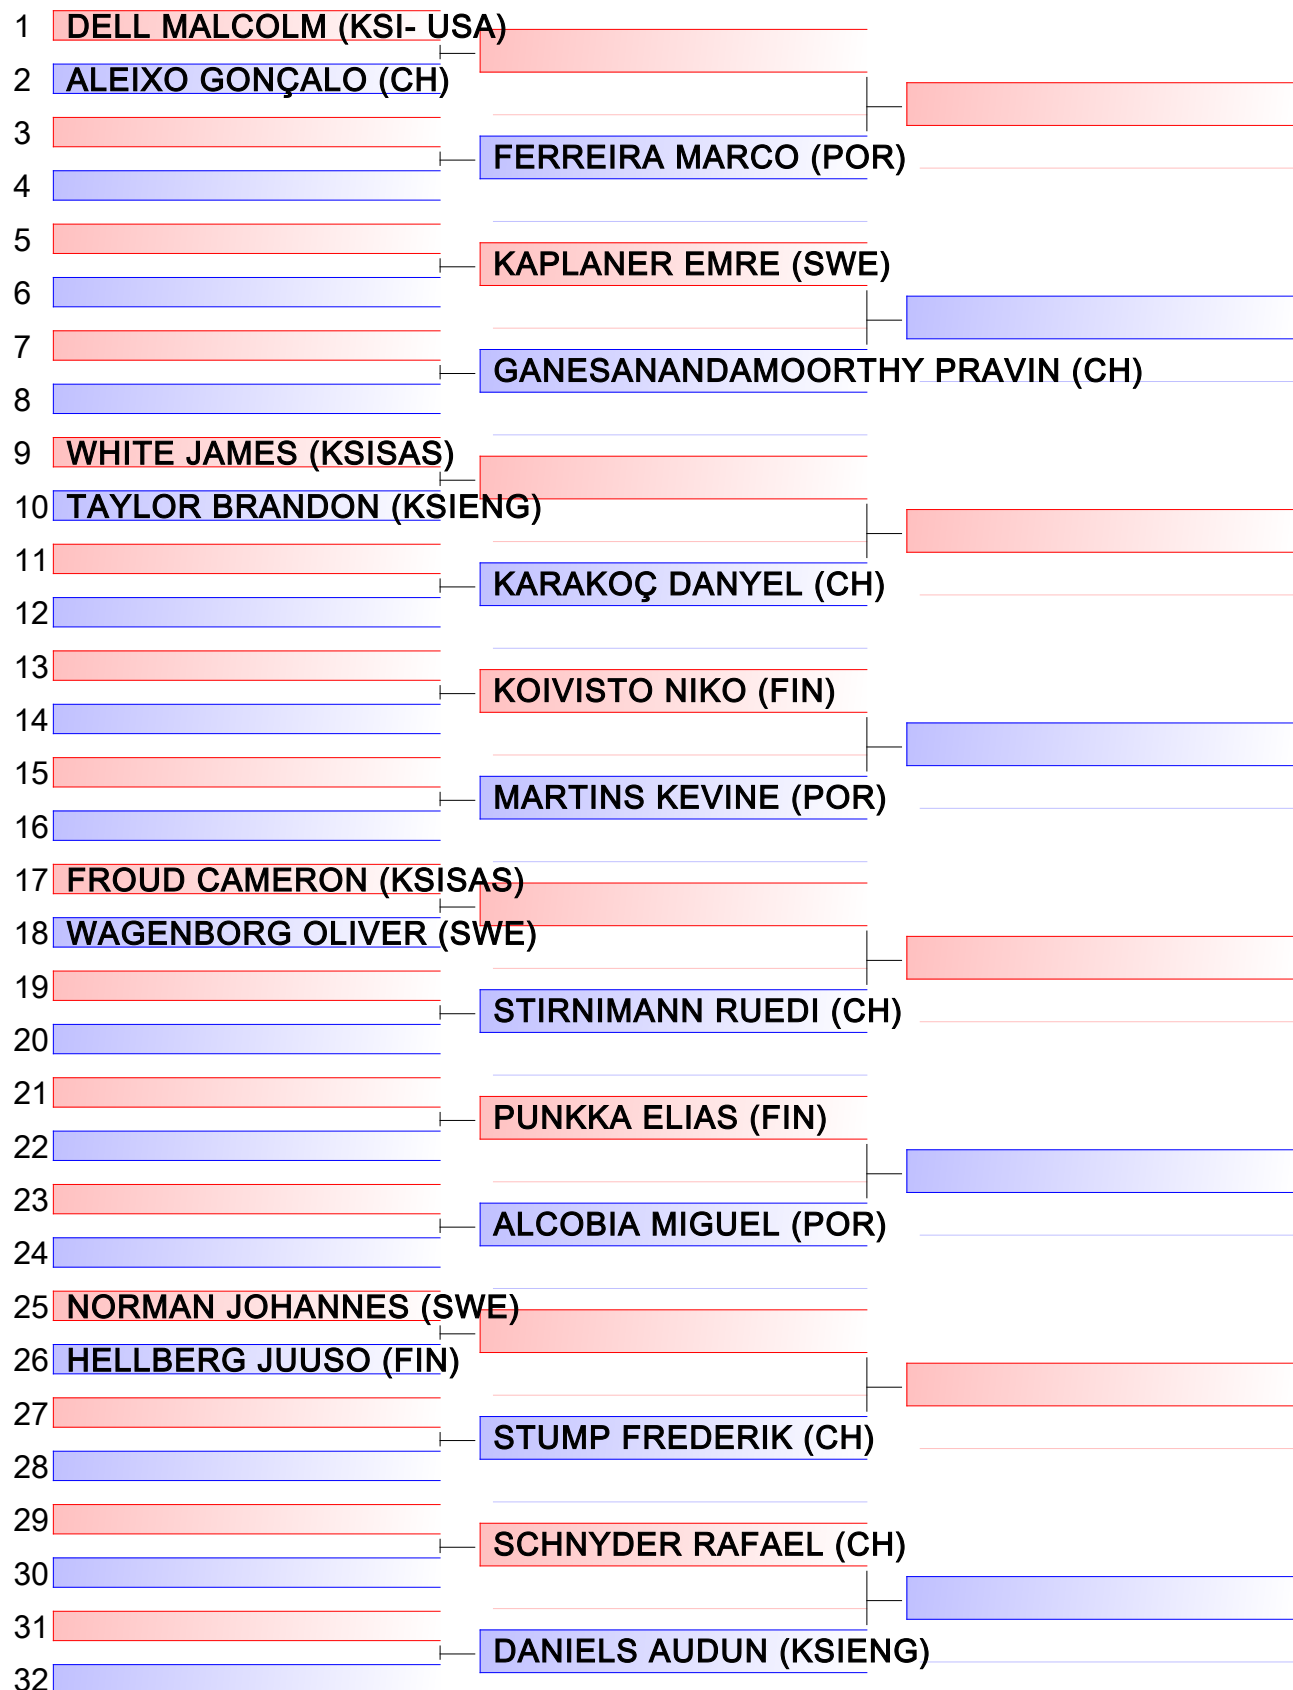 1 DELL MALCOLM (KSI- USA)
2 ALEIXO GONÇALO (CH)
3
FERREIRA MARCO (POR)
4
5
KAPLANER EMRE (SWE)
6
7
GANESANANDAMOORTHY PRAVIN (CH)
8
9 WHITE JAMES (KSISAS)
10 TAYLOR BRANDON (KSIENG)
11
KARAKOÇ DANYEL (CH)
12
13
KOIVISTO NIKO (FIN)
14
15
MARTINS KEVINE (POR)
16
17 FROUD CAMERON (KSISAS)
18 WAGENBORG OLIVER (SWE)
19
STIRNIMANN RUEDI (CH)
20
21
PUNKKA ELIAS (FIN)
22
23
ALCOBIA MIGUEL (POR)
24
25 NORMAN JOHANNES (SWE)
26 HELLBERG JUUSO (FIN)
27
STUMP FREDERIK (CH)
28
29
SCHNYDER RAFAEL (CH)
30
31
DANIELS AUDUN (KSIENG)
32